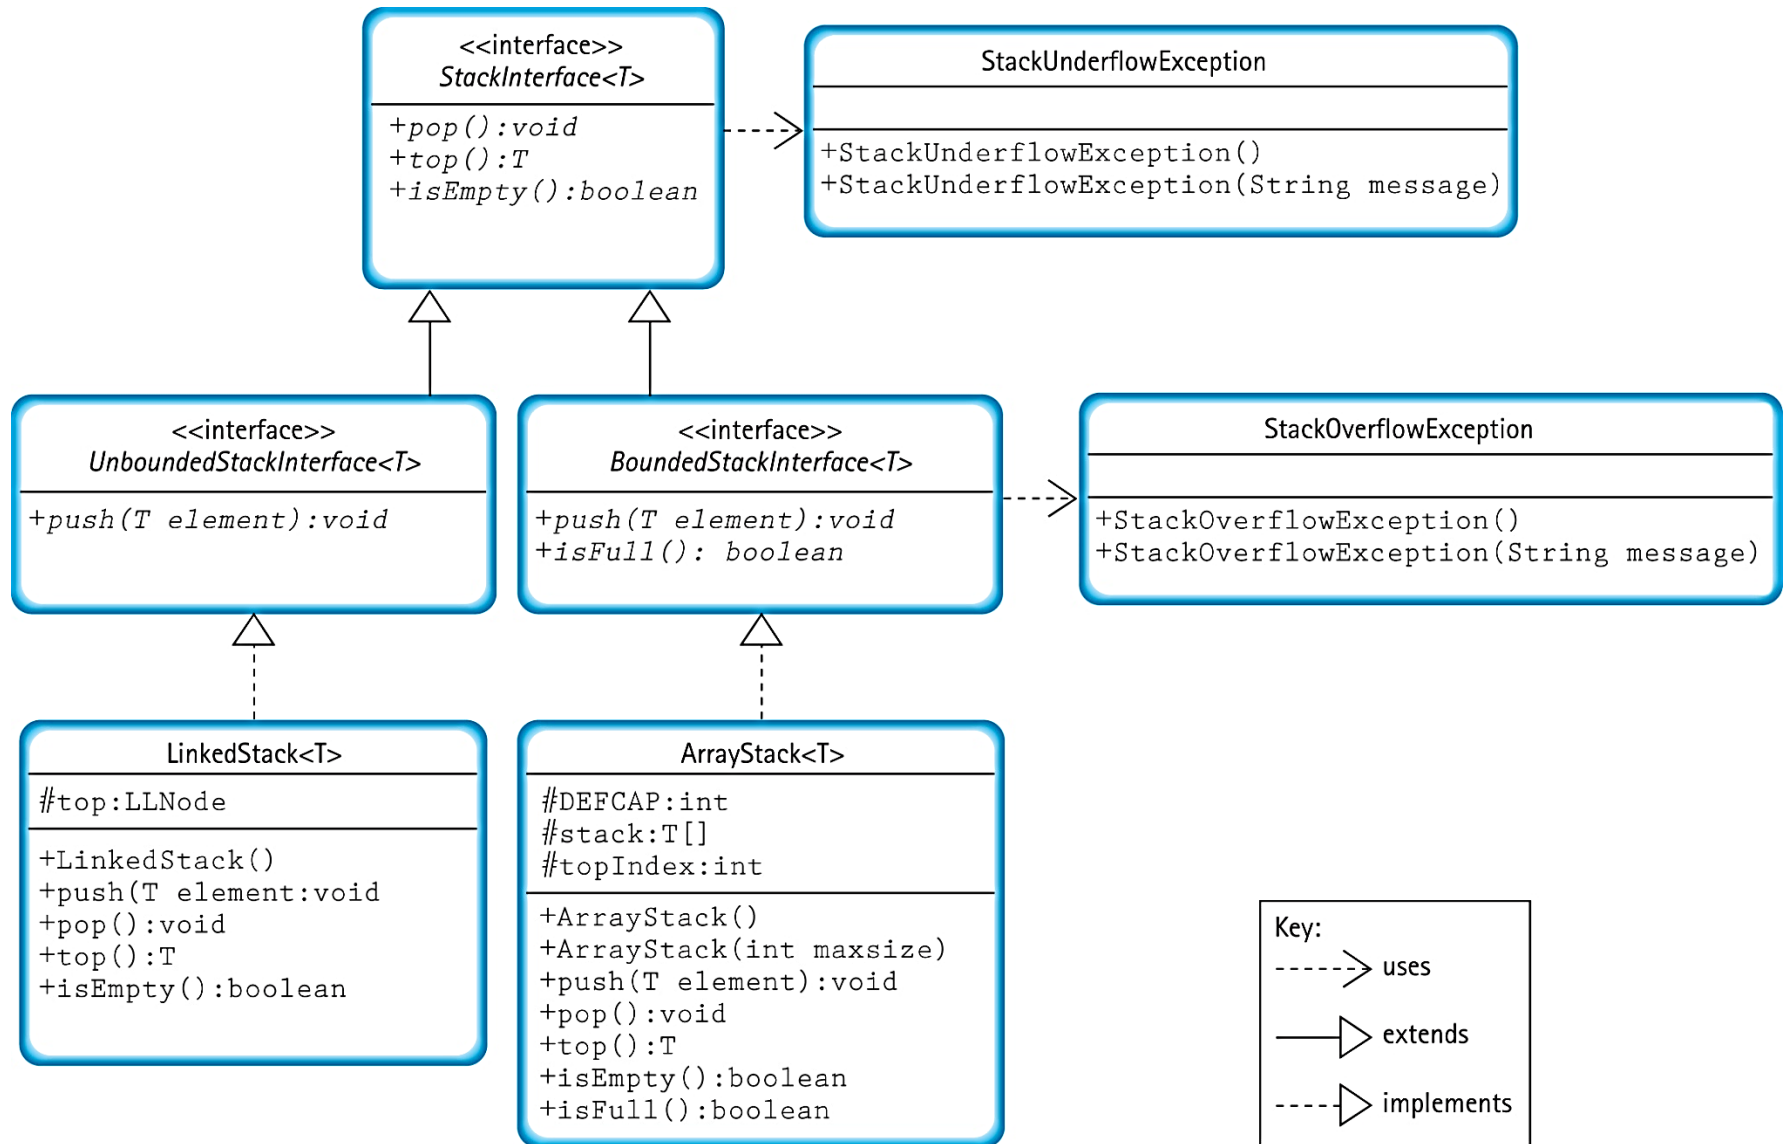 <<interface>>
StackInterface<T>
+pop():void
+top():T
+isEmpty():boolean
StackUnderflowException
+StackUnderflowException()
+StackUnderflowException(String message)
<<interface>>
UnboundedStackInterface<T>
+push(T element):void
<<interface>>
BoundedStackInterface<T>
+push(T element):void
+isFull(): boolean
StackOverflowException
+StackOverflowException()
+StackOverflowException(String message)
LinkedStack<T>
#top:LLNode
+LinkedStack()
+push(T element:void
+pop():void
+top():T
+isEmpty():boolean
ArrayStack<T>
#DEFCAP:int
#stack:T[]
#topIndex:int
+ArrayStack()
+ArrayStack(int maxsize)
+push(T element):void
+pop():void
+top():T
+isEmpty():boolean
+isFull():boolean
Key:
uses
extends
implements